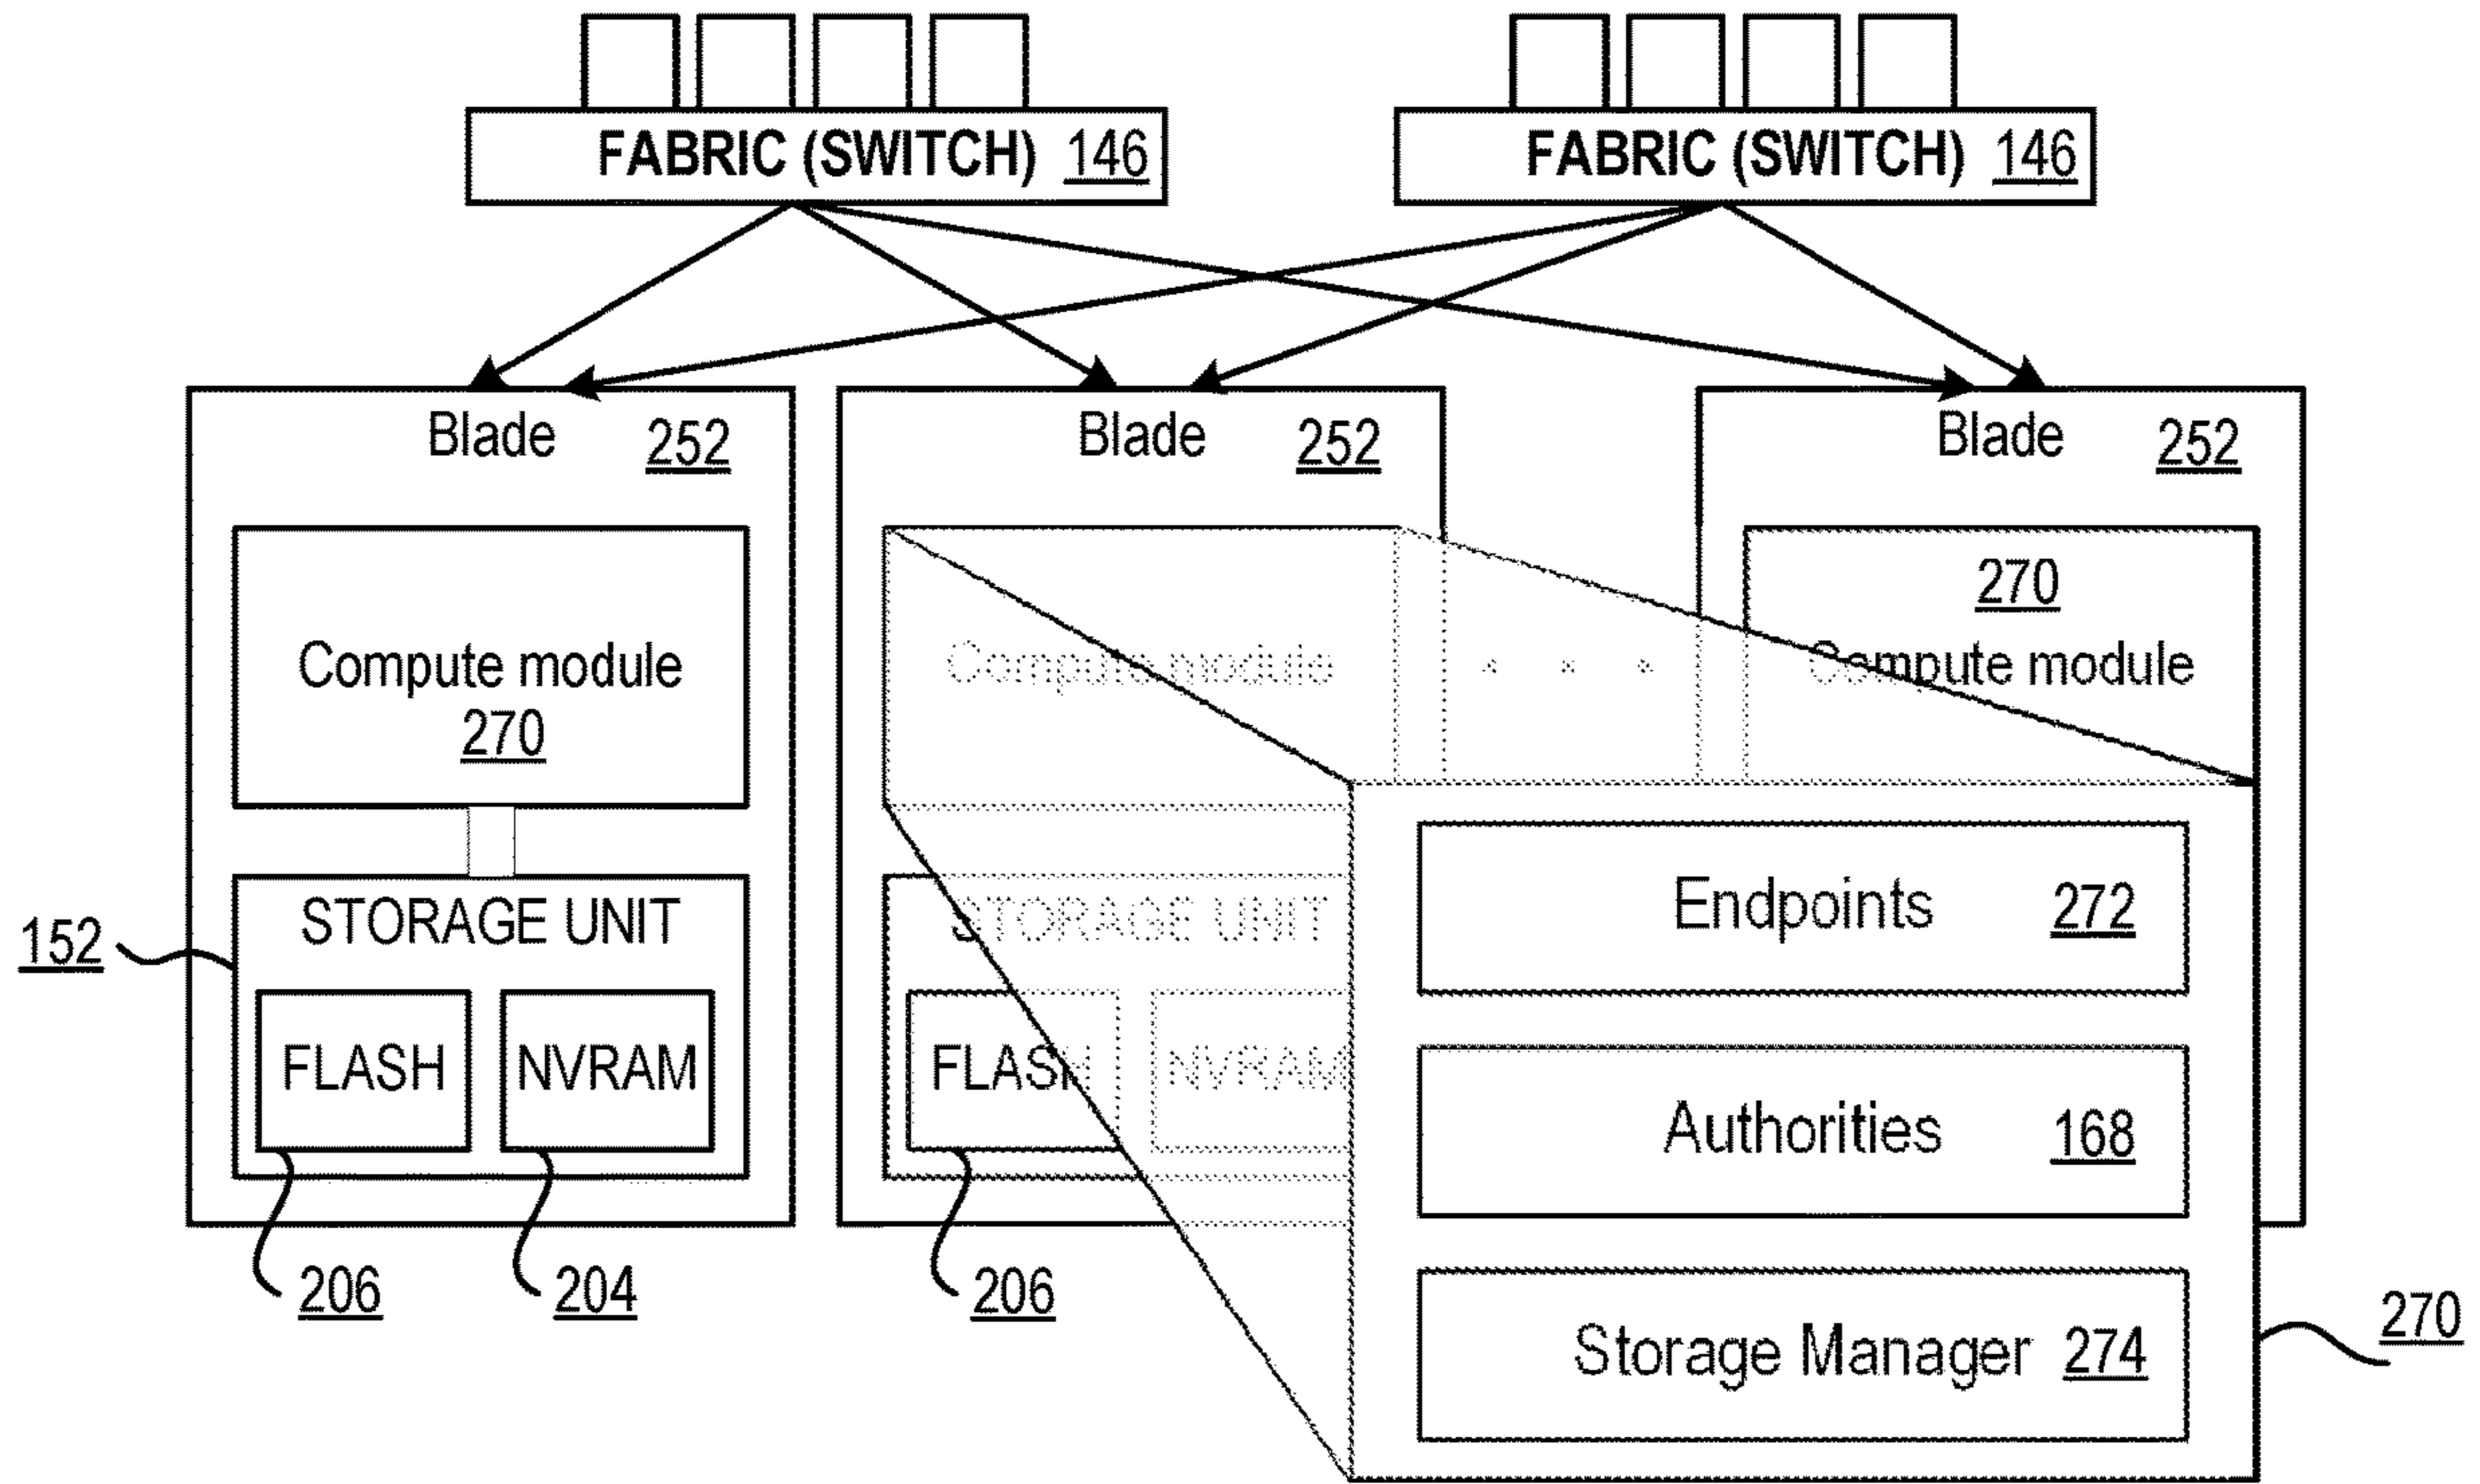 FABRIC (SWITCH) 146
FABRIC (SWITCH) 146
Blade 252
Blade 252
Blade 252
Compute module
270
Compute module
. . .
270
Compute module
152
STORAGE UNIT
FLASH
NVRAM
206
204
STORAGE UNIT
FLASH
NVRAM
206
Endpoints 272
Authorities 168
Storage Manager 274
270